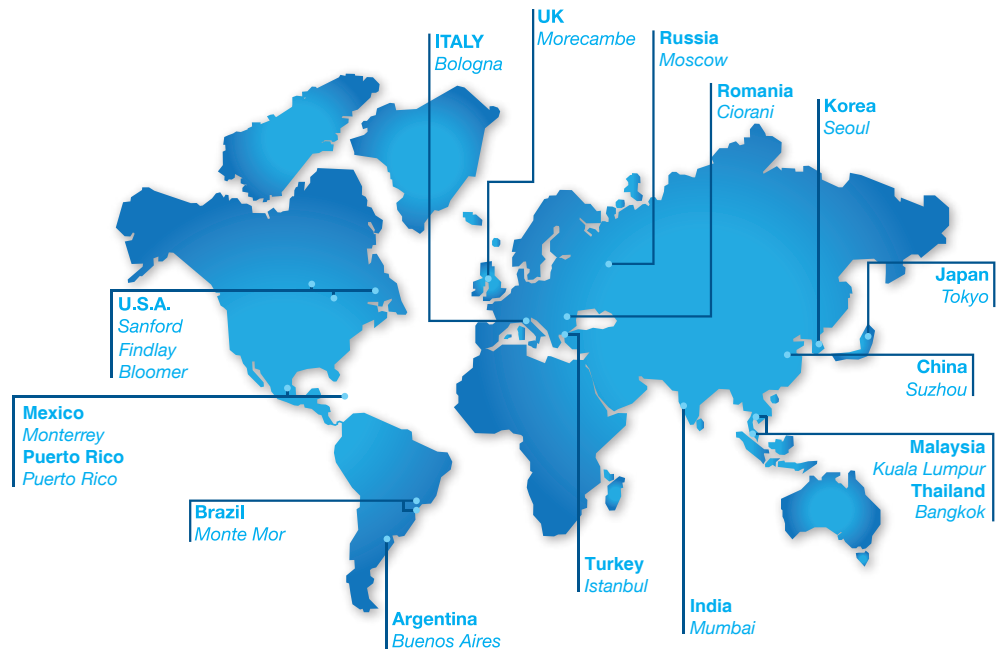 UK
Morecambe
ITALY
Bologna
Russia
Moscow
Romania
Ciorani
Korea
Seoul
Japan
Tokyo
U.S.A.
Sanford
Findlay
Bloomer
China
Suzhou
Mexico
Monterrey
Puerto Rico
Puerto Rico
Malaysia
Kuala Lumpur
Thailand
Bangkok
Brazil
Monte Mor
Turkey
Istanbul
India
Mumbai
Argentina
Buenos Aires